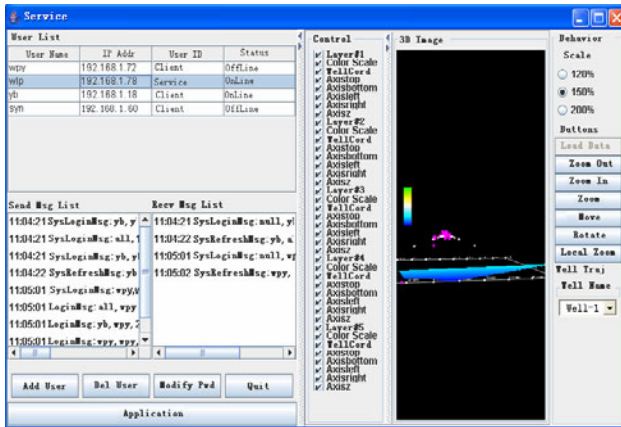 Service
User List
User Name IP Addr User ID Status
wpy 192.168.1.72 Client OffLine
wlp 192.168.1.78 Service OnLine
yb 192.168.1.18 Client OnLine
syn 192.160.1.60 Client OffLine
Send Msg List
11:04:21 SysLoginMsg:yb, y
11:04:21 SysLoginMsg:all,
11:04:21 SysLoginMsg:yb, y
11:04:22 SysRefreshMsg:yb
11:05:01 SysLoginMsg:wpy,w
11:05:01 LoginMsg:all, wpy
11:05:01 LoginMsg:yb, wpy, 2
11:05:01 LoginMsg:wpy, wpy,
Recv Msg List
11:04:21 SysLoginMsg:null, y
11:04:22 SysRefreshMsg:yb, a
11:05:01 SysLoginMsg:null, wp
11:05:02 SysRefreshMsg:wpy,
Add User
Del User
Modify Pwd
Quit
Application
Control
Layer#1
Color Scale
WellCord
Axistop
Axisbottom
Axisleft
Axisright
Axisz
Layer#2
Color Scale
WellCord
Axistop
Axisbottom
Axisleft
Axisright
Axisz
Layer#3
Color Scale
WellCord
Axistop
Axisbottom
Axisleft
Axisright
Axisz
Layer#4
Color Scale
WellCord
Axistop
Axisbottom
Axisleft
Axisright
Axisz
Layer#5
Color Scale
WellCord
Axistop
Axisbottom
Axisleft
Axisright
Axisz
3D Image
Behavior
Scale
120%
150%
200%
Buttons
Load Data
Zoom Out
Zoom In
Zoom
Move
Rotate
Local Zoom
Well Traj
Well Name
Well-1